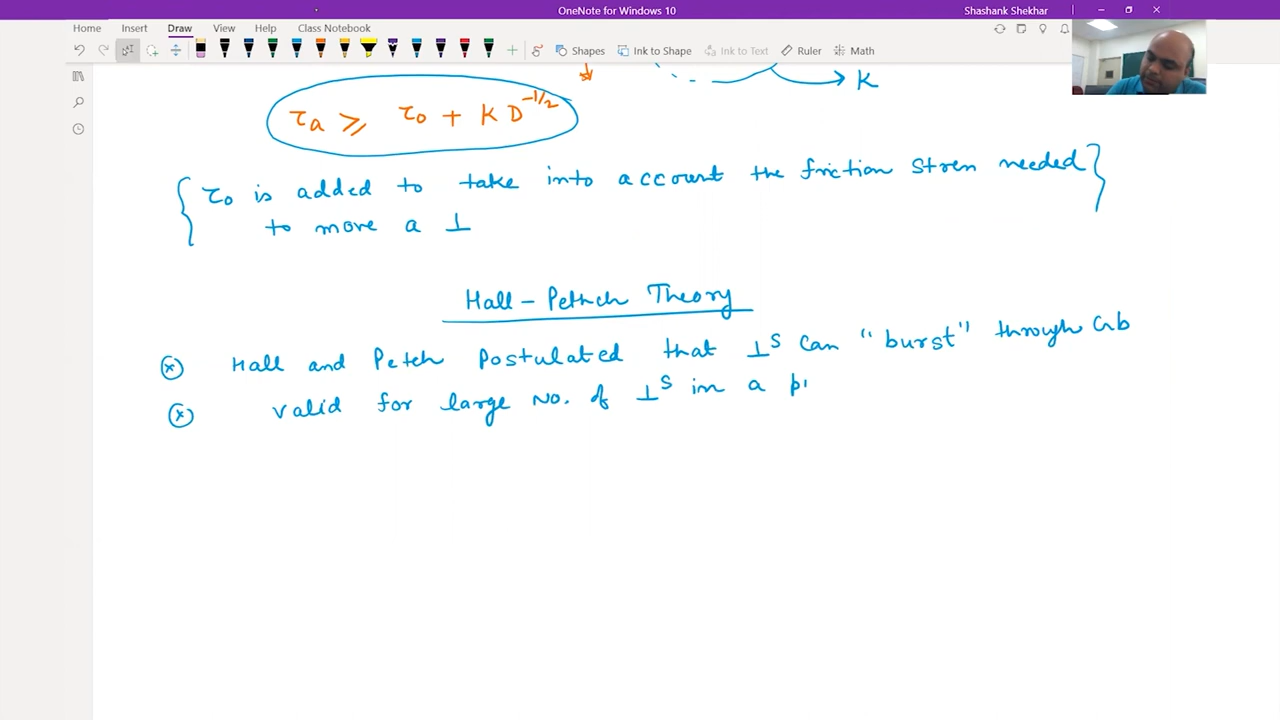 OneNote for Windows 10
Shashank Shekhar
Home Insert Draw View Help Class Notebook
Shapes Ink to Shape Ink to Text Ruler Math
K
τa ≥ τo + K D^-1/2
τo is added to take into account the friction stress needed
to move a ⊥
Hall - Petch Theory
Hall and Petch Postulated that ⊥s can "burst" through Gb
valid for large No. of ⊥s in a